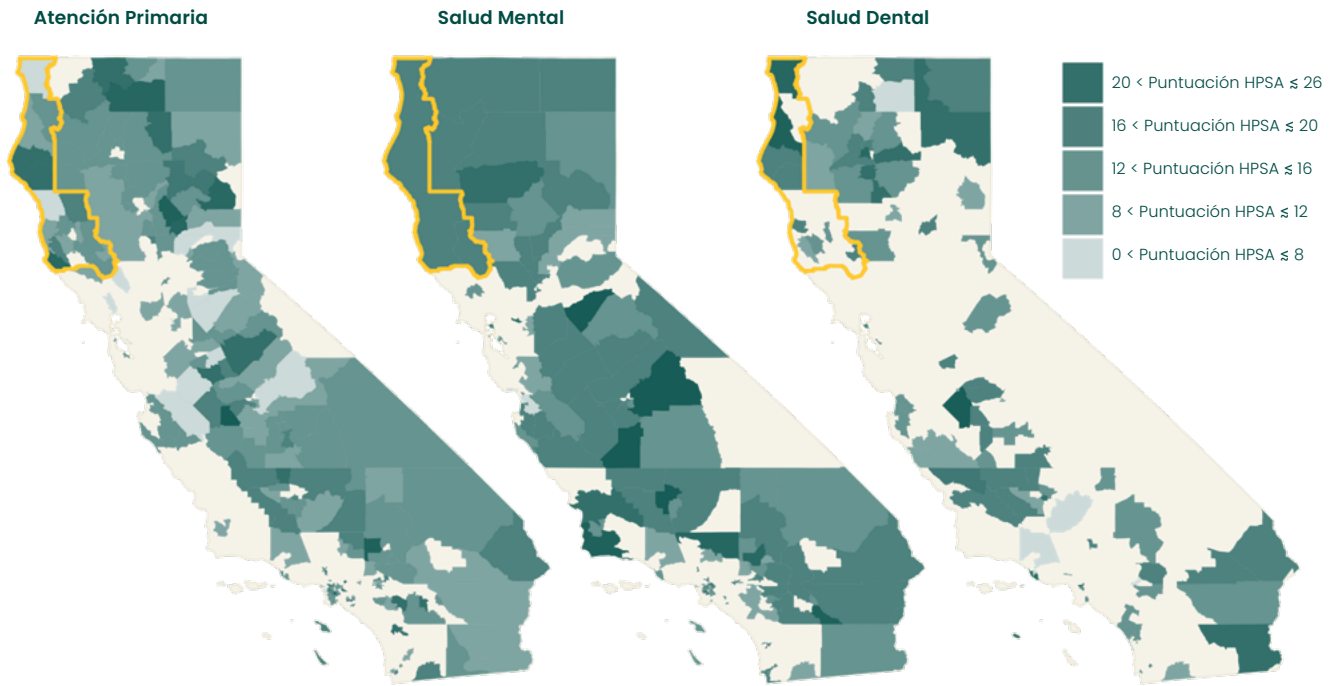 Atención Primaria
Salud Mental
Salud Dental
20 < Puntuación HPSA ≤ 26
16 < Puntuación HPSA ≤ 20
12 < Puntuación HPSA ≤ 16
8 < Puntuación HPSA ≤ 12
0 < Puntuación HPSA ≤ 8